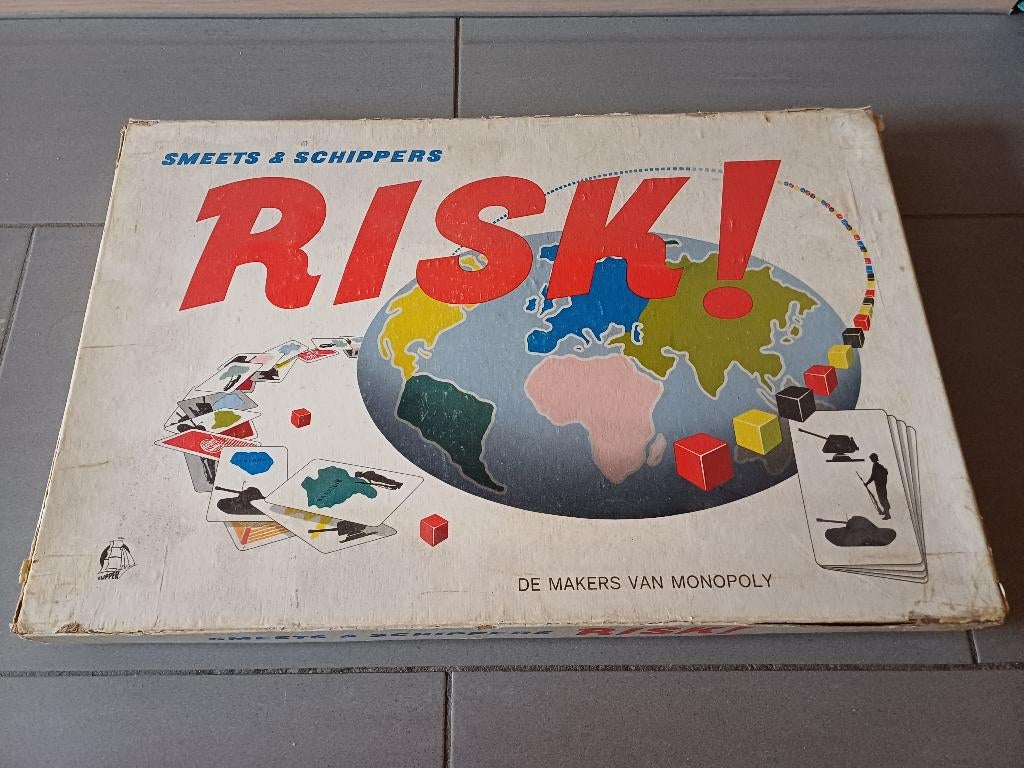 SMEETS & SCHIPPERS
RISK!
DE MAKERS VAN MONOPOLY
SMEETS & SCHIPPERS RISK!